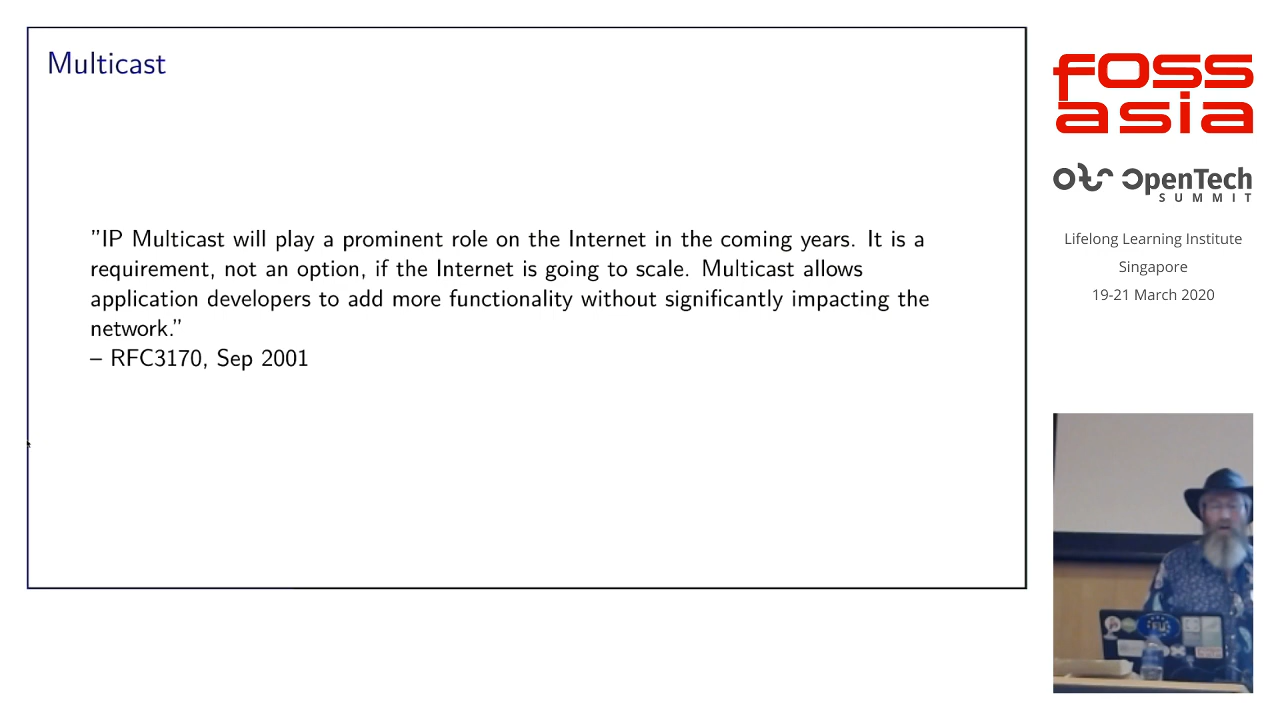 Multicast
"IP Multicast will play a prominent role on the Internet in the coming years. It is a
requirement, not an option, if the Internet is going to scale. Multicast allows
application developers to add more functionality without significantly impacting the
network."
– RFC3170, Sep 2001
FOSS
asia
OpenTech
SUMMIT
Lifelong Learning Institute
Singapore
19-21 March 2020